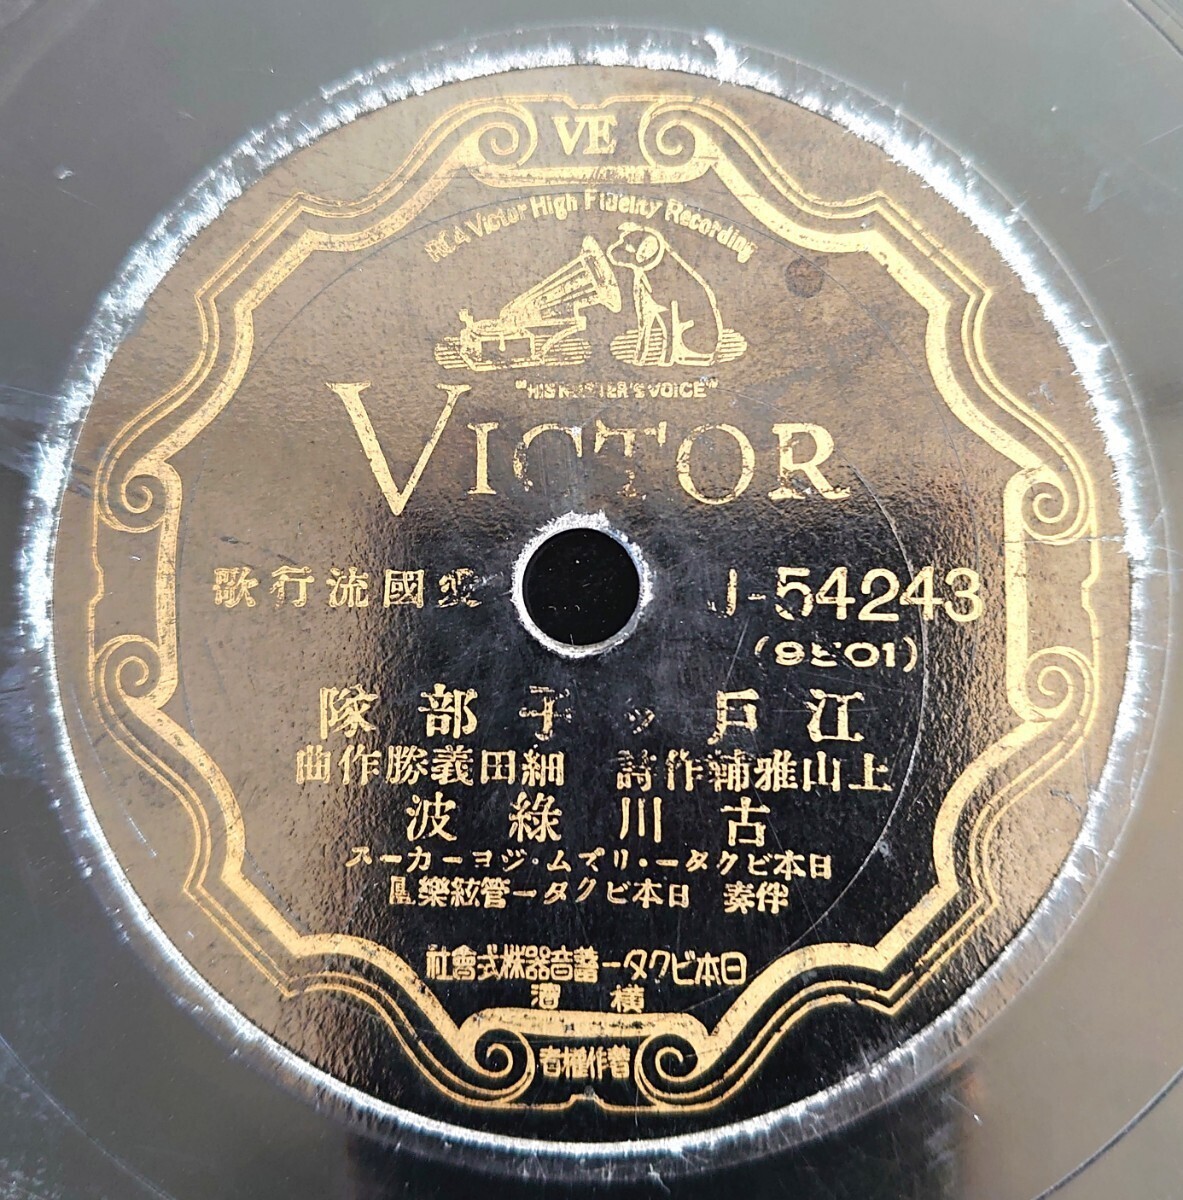 VE
RCA Victor High Fidelity Recording
"HIS MASTER'S VOICE"
VICTOR
愛國流行歌
J-54243
江戸ッ子部隊
上山雅輔作詩 細田義勝作曲
古川綠波
日本ビクター・リズム・ジヨーカース
伴奏 日本ビクター管絃樂團
日本ビクター蓄音器株式會社
横濱
著作權者